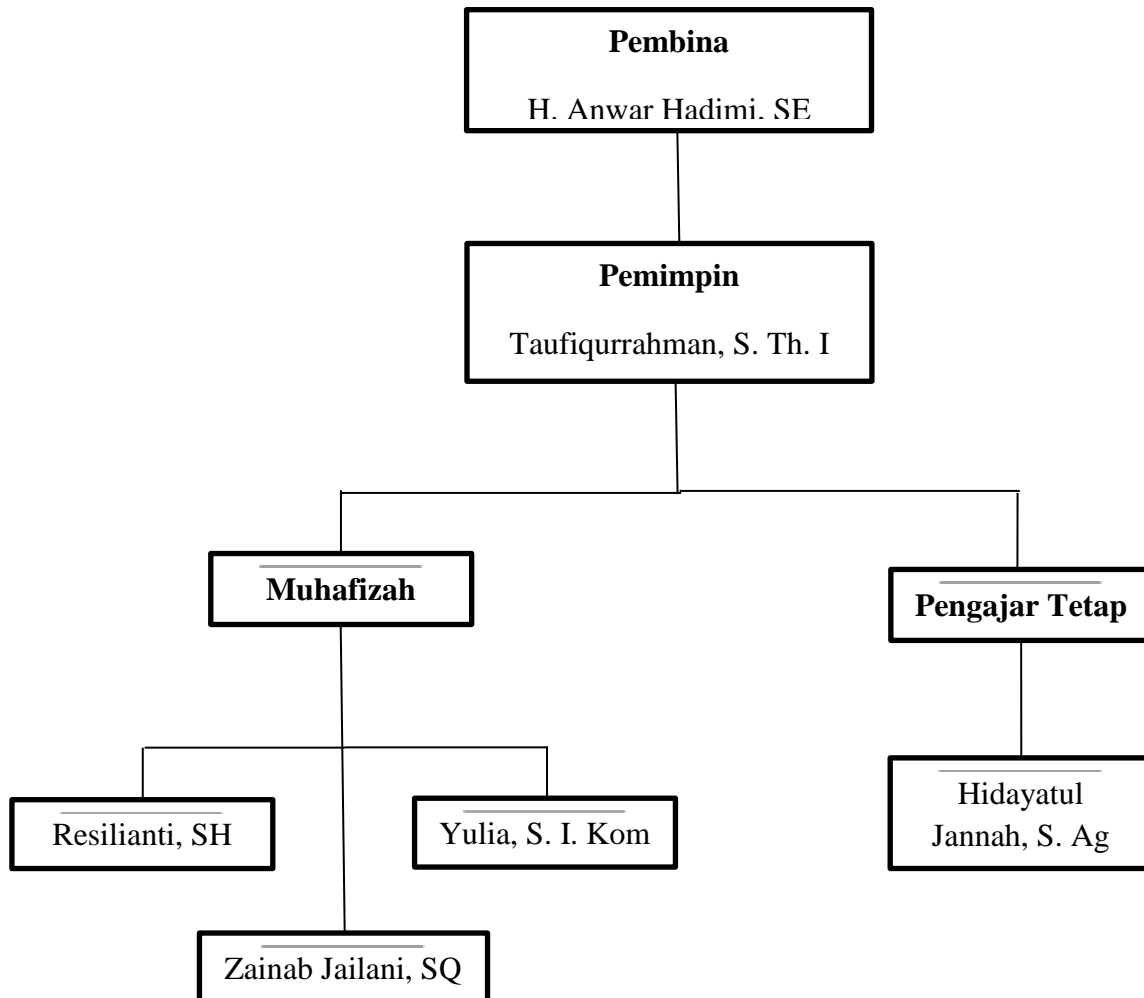 Pembina
H. Anwar Hadimi, SE
Pemimpin
Taufiqurrahman, S. Th. I
Muhafizah
Pengajar Tetap
Resilianti, SH
Yulia, S. I. Kom
Hidayatul
Jannah, S. Ag
Zainab Jailani, SQ